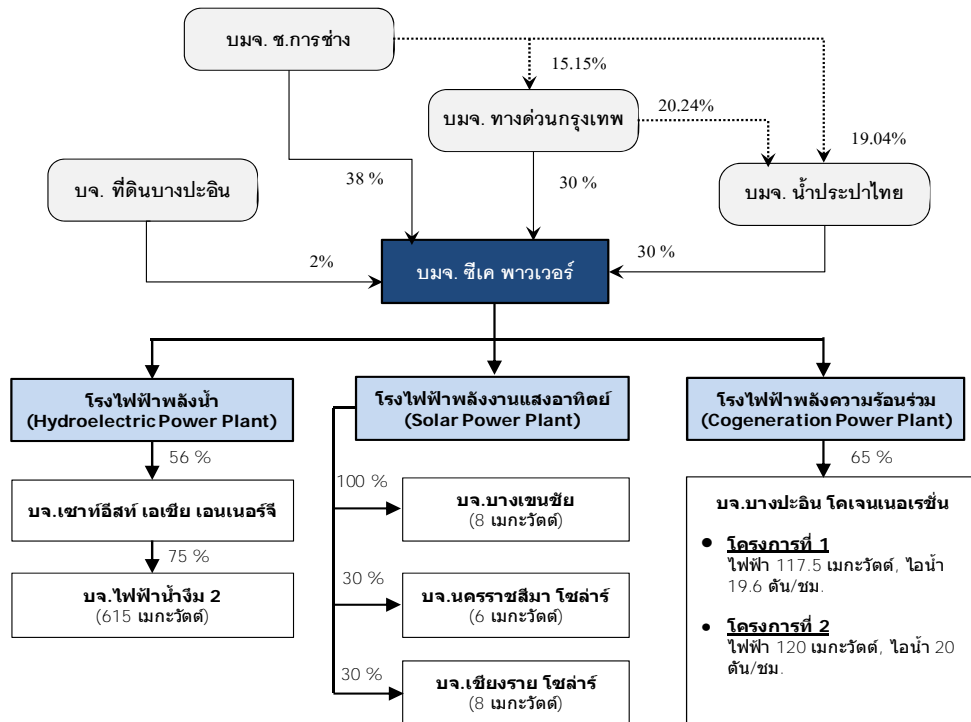 บมจ. ช.การช่าง
15.15%
บมจ. ทางด่วนกรุงเทพ
20.24%
19.04%
บจ. ที่ดินบางปะอิน
38 %
30 %
บมจ. น้ำประปาไทย
2%
บมจ. ซีเค พาวเวอร์
30 %
โรงไฟฟ้าพลังน้ำ
(Hydroelectric Power Plant)
โรงไฟฟ้าพลังงานแสงอาทิตย์
(Solar Power Plant)
โรงไฟฟ้าพลังความร้อนร่วม
(Cogeneration Power Plant)
56 %
บจ.เซาท์อีสท์ เอเชีย เอนเนอร์จี
75 %
บจ.ไฟฟ้าน้ำงึม 2
(615 เมกะวัตต์)
100 %
บจ.บางเขนชัย
(8 เมกะวัตต์)
30 %
บจ.นครราชสีมา โซล่าร์
(6 เมกะวัตต์)
30 %
บจ.เชียงราย โซล่าร์
(8 เมกะวัตต์)
65 %
บจ.บางปะอิน โคเจนเนอเรชั่น
• โครงการที่ 1
ไฟฟ้า 117.5 เมกะวัตต์, ไอน้ำ
19.6 ตัน/ชม.
• โครงการที่ 2
ไฟฟ้า 120 เมกะวัตต์, ไอน้ำ 20
ตัน/ชม.